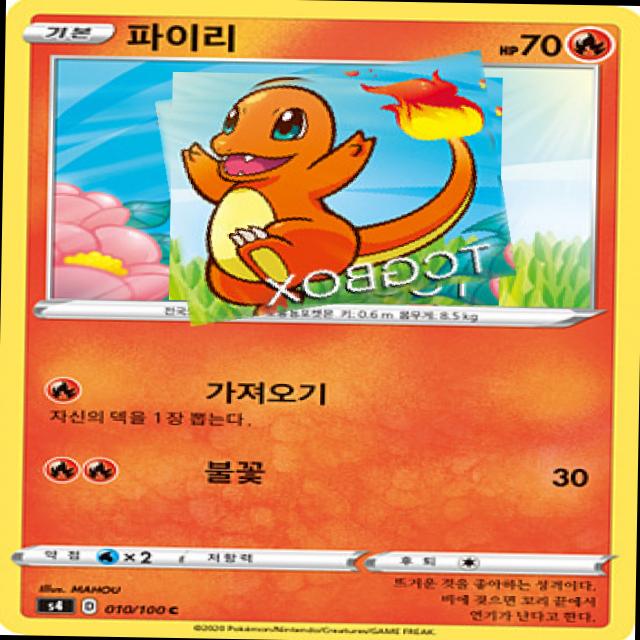 기본 파이리 HP 70
TCGBOX
전국 도롱뇽포켓몬 키: 0.6 m 몸무게: 8.5 kg
가져오기
자신의 덱을 1장 뽑는다.
불꽃 30
약점 ×2 저항력 후퇴
illus. MAHOU
s4 D 010/100 C
뜨거운 것을 좋아하는 성격이다.
비에 젖으면 꼬리 끝에서
연기가 난다고 한다.
©2020 Pokémon/Nintendo/Creatures/GAME FREAK.